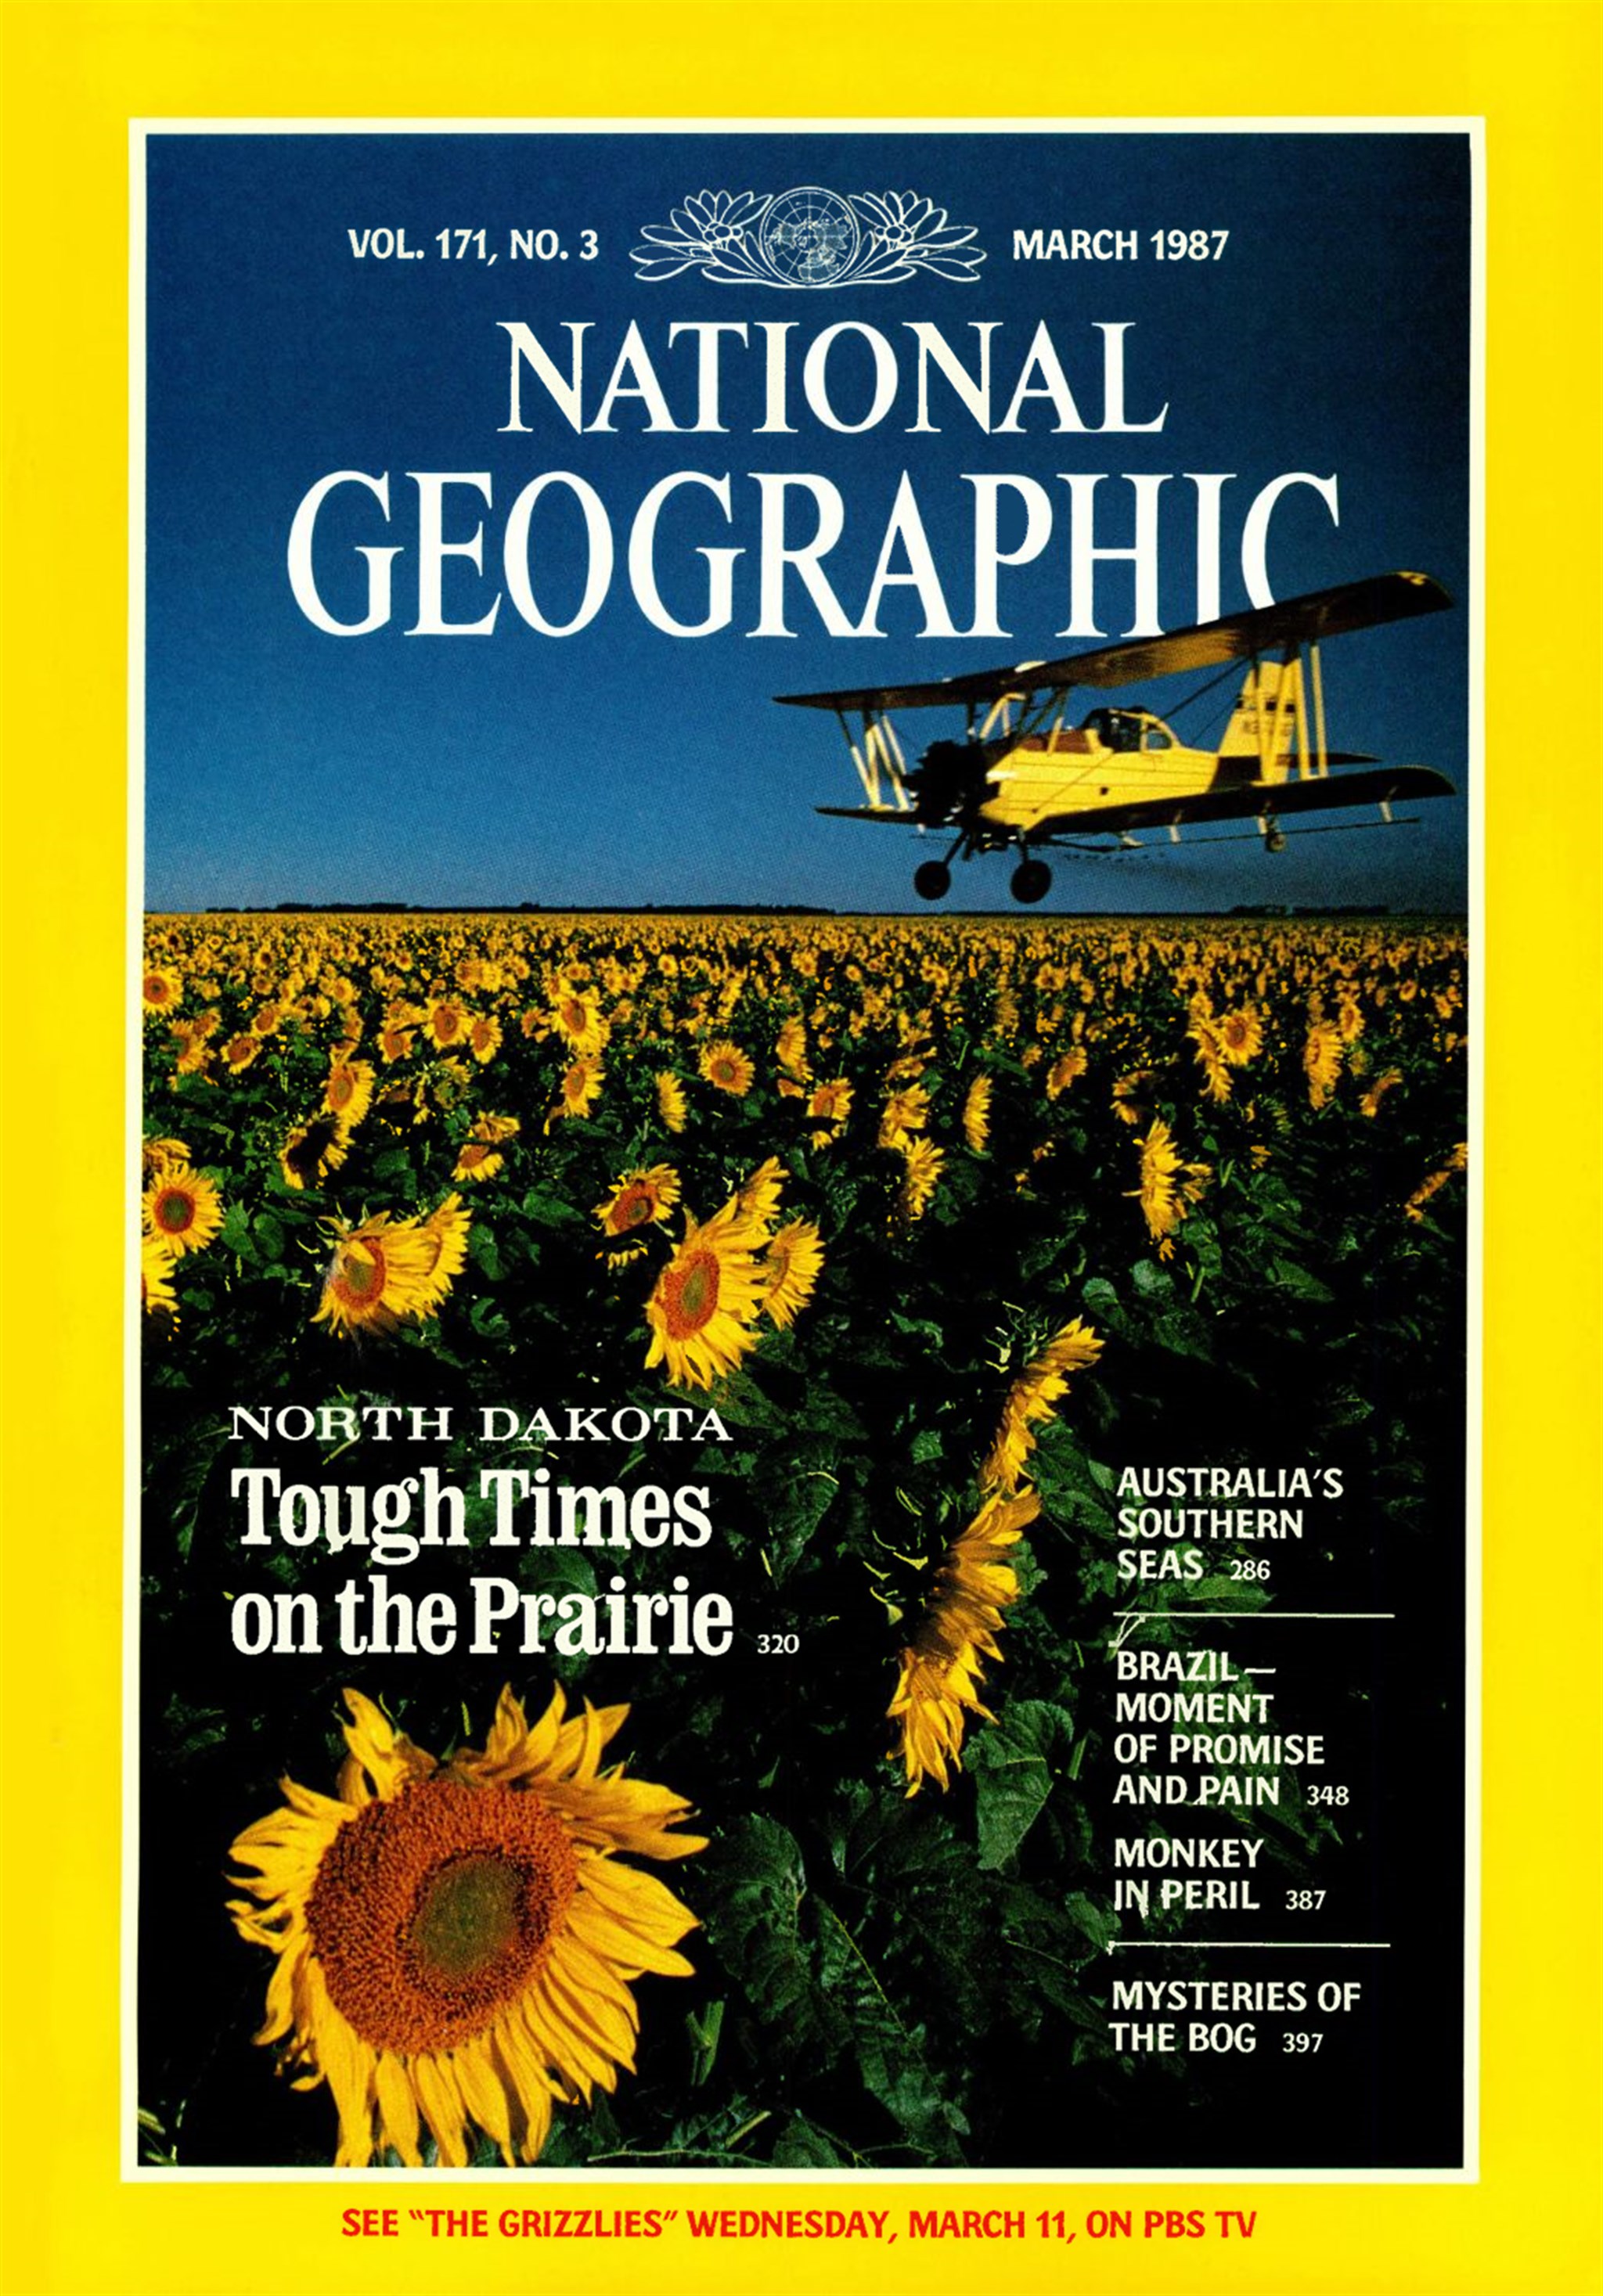 VOL. 171, NO. 3 MARCH 1987
NATIONAL
GEOGRAPHIC
NORTH DAKOTA
Tough Times
on the Prairie 320
AUSTRALIA'S
SOUTHERN
SEAS 286
BRAZIL—
MOMENT
OF PROMISE
AND PAIN 348
MONKEY
IN PERIL 387
MYSTERIES OF
THE BOG 397
SEE "THE GRIZZLIES" WEDNESDAY, MARCH 11, ON PBS TV